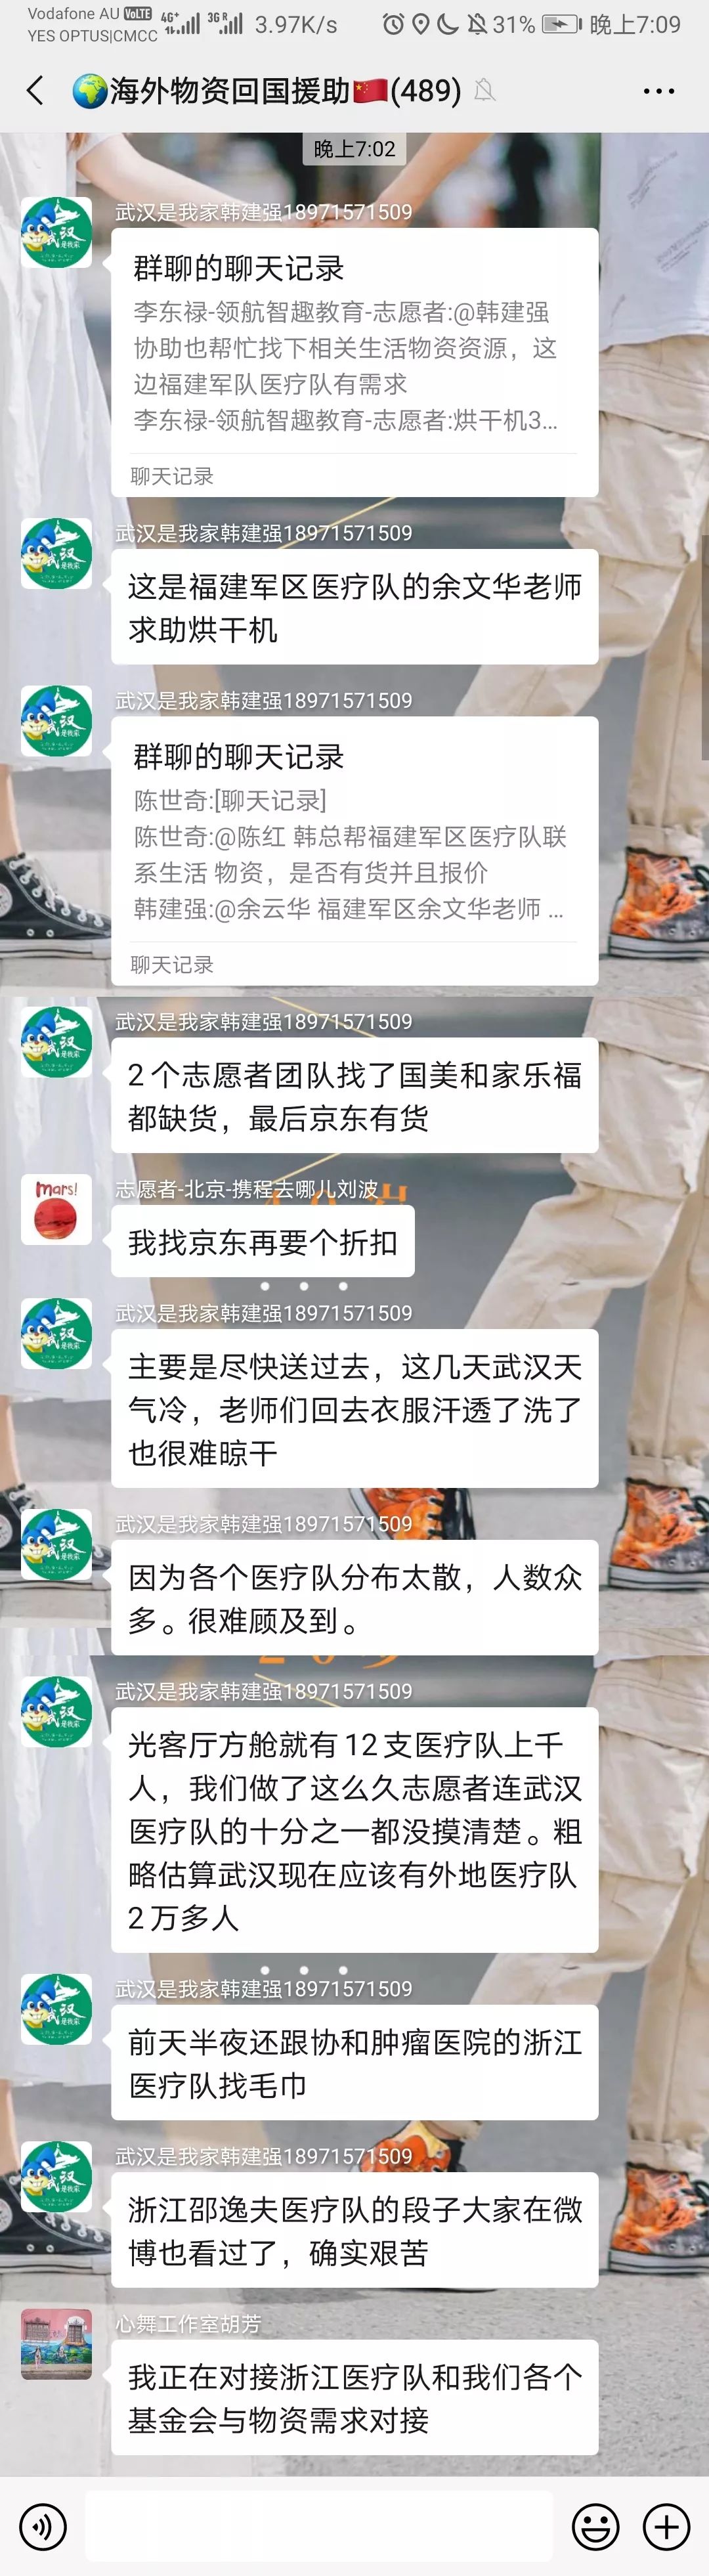 Vodafone AU VoLTE 4G+ 3G R 3.97K/s 31% 晚上7:09
YES OPTUS|CMCC
海外物资回国援助(489)
晚上7:02
武汉是我家韩建强18971571509
群聊的聊天记录
李东禄-领航智趣教育-志愿者:@韩建强
协助也帮忙找下相关生活物资资源，这
边福建军队医疗队有需求
李东禄-领航智趣教育-志愿者:烘干机3...
聊天记录
武汉是我家韩建强18971571509
这是福建军区医疗队的余文华老师
求助烘干机
武汉是我家韩建强18971571509
群聊的聊天记录
陈世奇:[聊天记录]
陈世奇:@陈红 韩总帮福建军区医疗队联
系生活 物资，是否有货并且报价
韩建强:@余云华 福建军区余文华老师 ...
聊天记录
武汉是我家韩建强18971571509
2个志愿者团队找了国美和家乐福
都缺货，最后京东有货
mars!
志愿者-北京-携程去哪儿刘波
我找京东再要个折扣
武汉是我家韩建强18971571509
主要是尽快送过去，这几天武汉天
气冷，老师们回去衣服汗透了洗了
也很难晾干
武汉是我家韩建强18971571509
因为各个医疗队分布太散，人数众
多。很难顾及到。
武汉是我家韩建强18971571509
光客厅方舱就有12支医疗队上千
人，我们做了这么久志愿者连武汉
医疗队的十分之一都没摸清楚。粗
略估算武汉现在应该有外地医疗队
2万多人
武汉是我家韩建强18971571509
前天半夜还跟协和肿瘤医院的浙江
医疗队找毛巾
武汉是我家韩建强18971571509
浙江邵逸夫医疗队的段子大家在微
博也看过了，确实艰苦
心舞工作室胡芳
我正在对接浙江医疗队和我们各个
基金会与物资需求对接